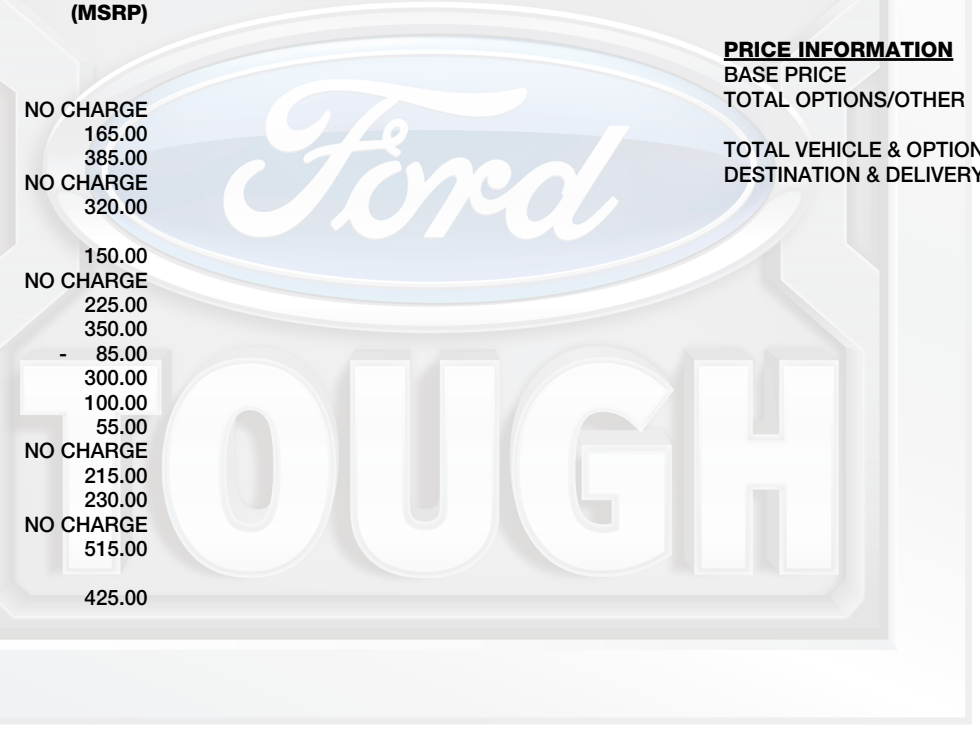 (MSRP)
NO CHARGE
165.00
385.00
NO CHARGE
320.00
150.00
NO CHARGE
225.00
350.00
- 85.00
300.00
100.00
55.00
NO CHARGE
215.00
230.00
NO CHARGE
515.00
425.00
PRICE INFORMATION
BASE PRICE
TOTAL OPTIONS/OTHER
TOTAL VEHICLE & OPTION
DESTINATION & DELIVERY
Ford
TOUGH